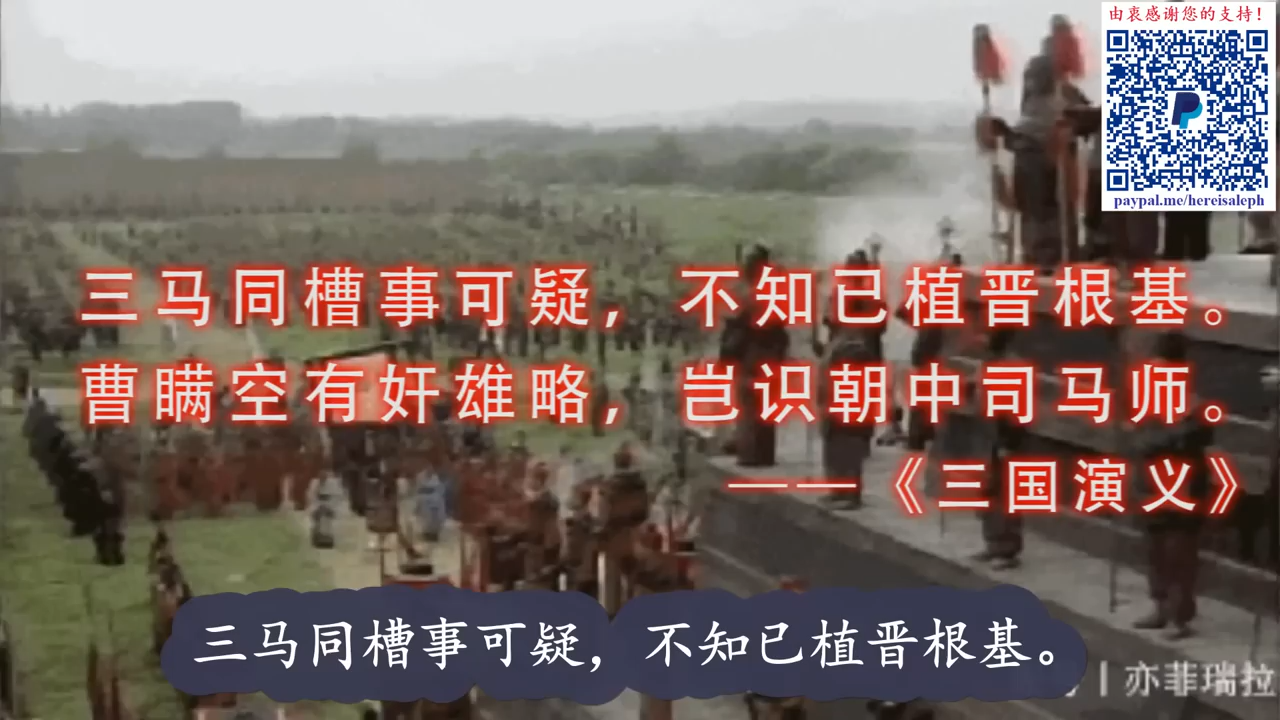 由衷感谢您的支持！
paypal.me/hereisaleph
三马同槽事可疑，不知已植晋根基。
曹瞒空有奸雄略，岂识朝中司马师。
——《三国演义》
三马同槽事可疑，不知已植晋根基。
| 亦菲瑞拉